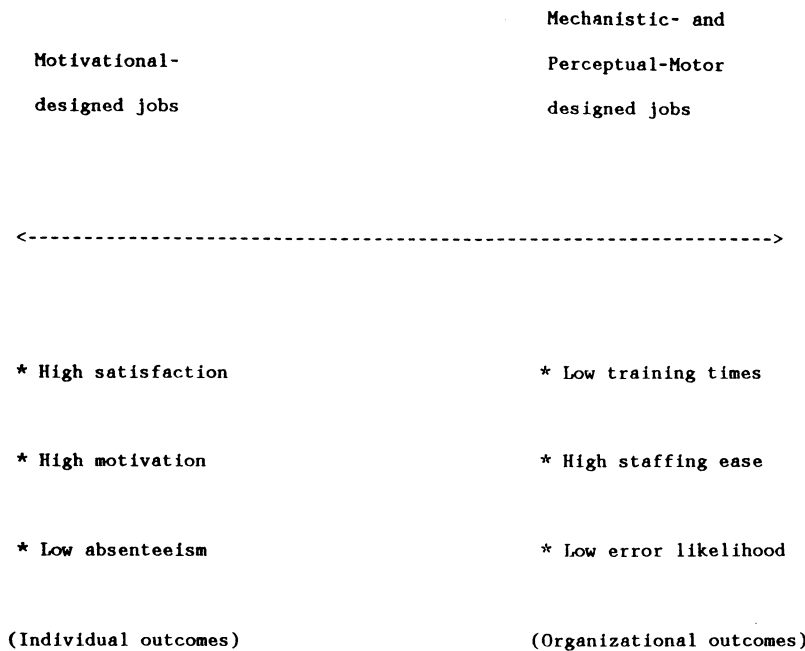 Motivational-
designed jobs
Mechanistic- and
Perceptual-Motor
designed jobs
<------------------------------------------------------------------->
* High satisfaction
* High motivation
* Low absenteeism
(Individual outcomes)
* Low training times
* High staffing ease
* Low error likelihood
(Organizational outcomes)